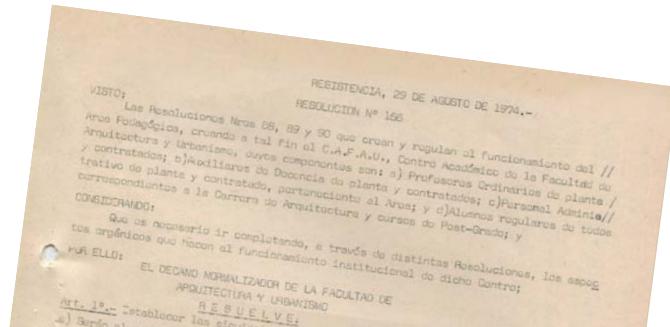 RESISTENCIA, 29 DE AGOSTO DE 1974.-
RESOLUCION Nº 156
VISTO;
Las Resoluciones Nros 88, 89 y 90 que crean y regulan el funcionamiento del //
Area Pedagógica, creando a tal fin el C.A.F.A.U., Centro Académico de la Facultad de
Arquitectura y Urbanismo, cuyos componentes son: a) Profesores Ordinarios de planta /
y contratados; b)Auxiliares de Docencia de planta y contratados; c)Personal Adminis//
trativo de planta y contratado, perteneciente al Area; y d)Alumnos regulares de todos
correspondientes a la Carrera de Arquitectura y cursos de Post-Grado; y
CONSIDERANDO:
Que es necesario ir completando, a través de distintas Resoluciones, los aspec
tos orgánicos que hacen al funcionamiento institucional de dicho Centro;
POR ELLO:
EL DECANO NORMALIZADOR DE LA FACULTAD DE
ARQUITECTURA Y URBANISMO
R E S U E L V E:
Art. 1º.- Establecer las
a) Serán